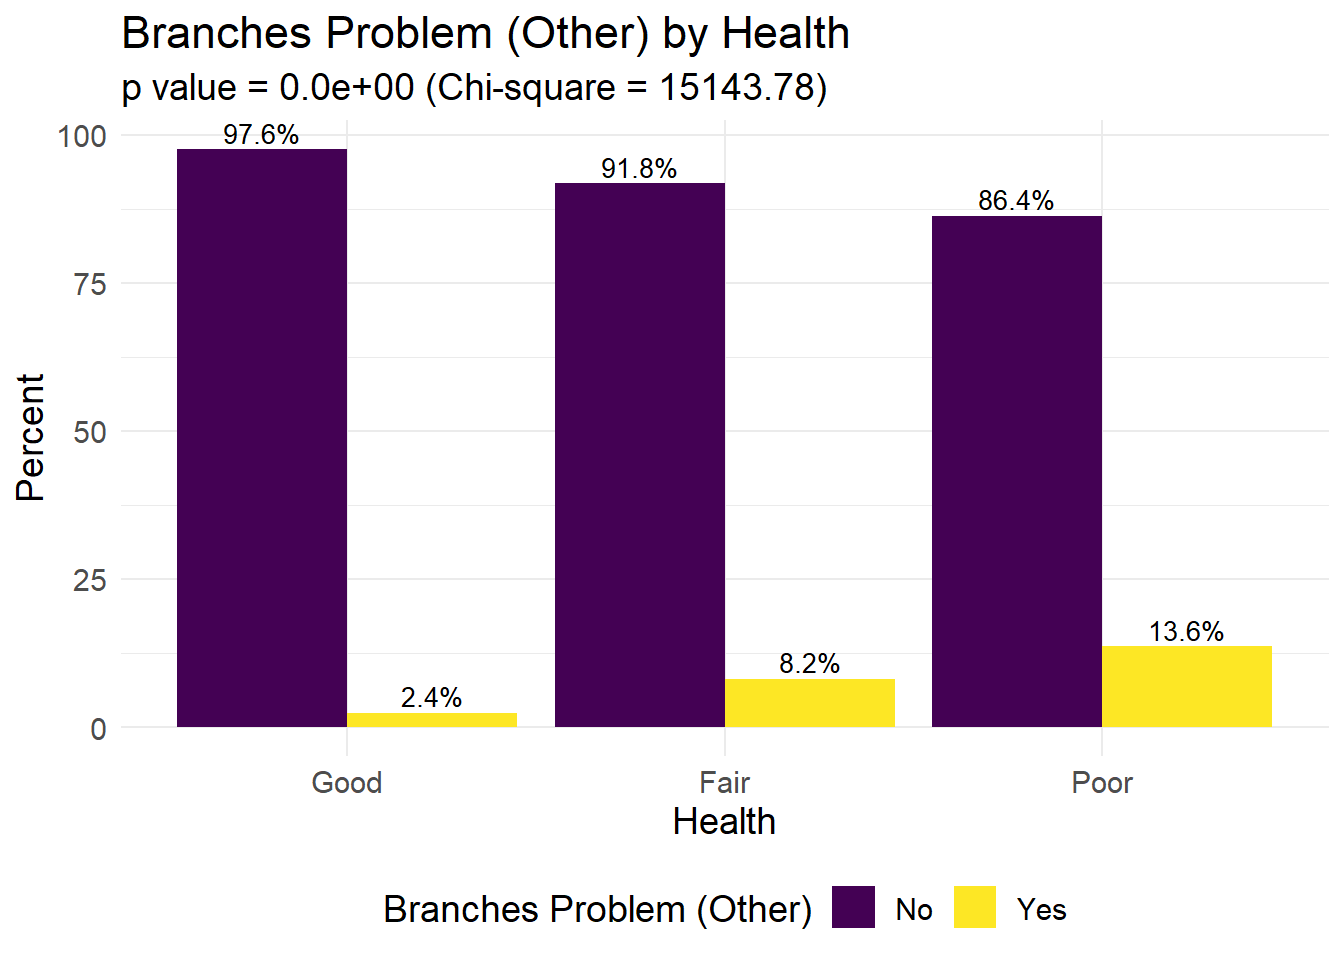 Branches Problem (Other) by Health
p value = 0.0e+00 (Chi-square = 15143.78)
100
75
50
25
0
Percent
97.6%
2.4%
91.8%
8.2%
86.4%
13.6%
Good
Fair
Poor
Health
Branches Problem (Other) No Yes